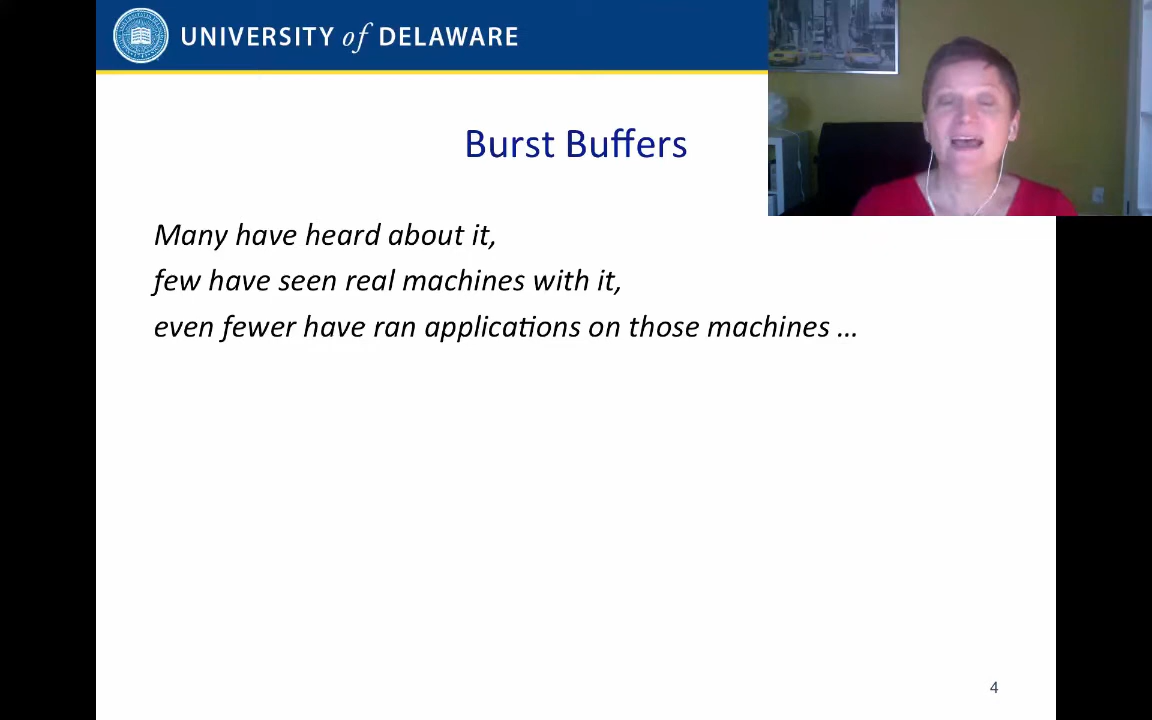 UNIVERSITY of DELAWARE
Burst Buffers
Many have heard about it,
few have seen real machines with it,
even fewer have ran applications on those machines …
4